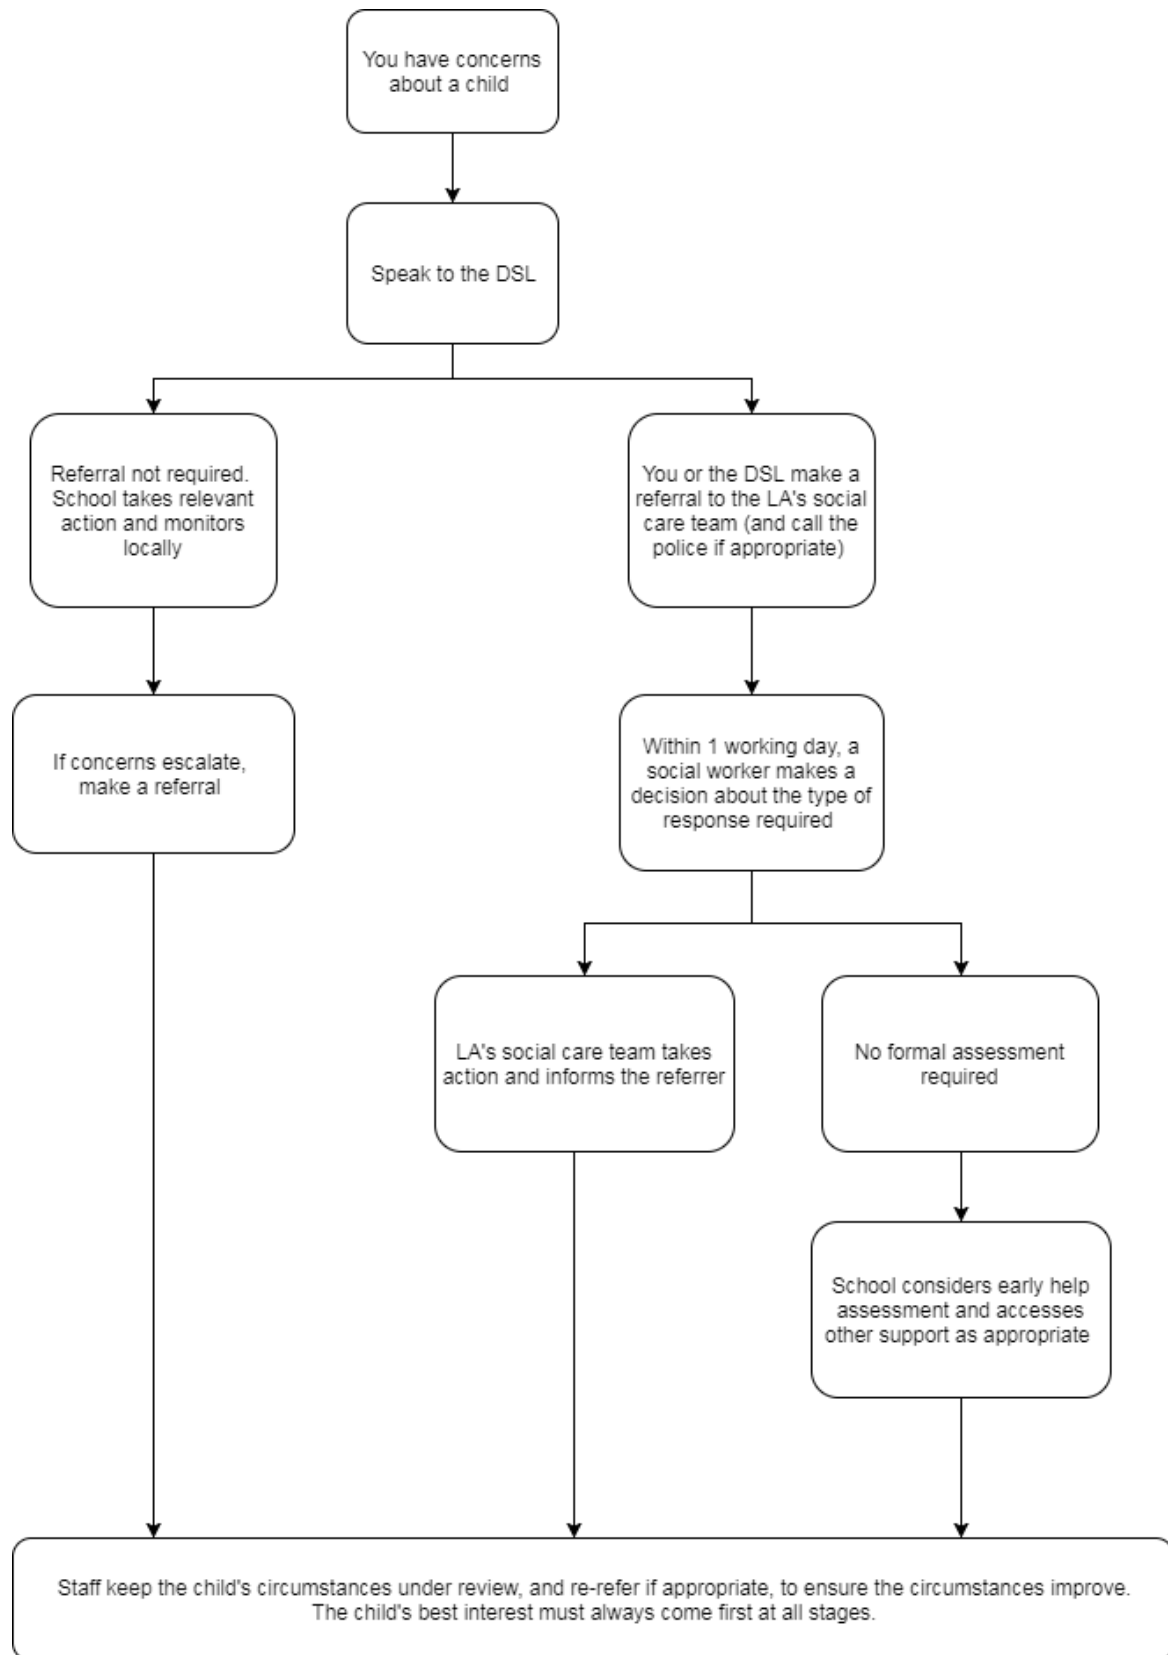 You have concerns
about a child
Speak to the DSL
Referral not required.
School takes relevant
action and monitors
locally
You or the DSL make a
referral to the LA's social
care team (and call the
police if appropriate)
If concerns escalate,
make a referral
Within 1 working day, a
social worker makes a
decision about the type of
response required
LA's social care team takes
action and informs the referrer
No formal assessment
required
School considers early help
assessment and accesses
other support as appropriate
Staff keep the child's circumstances under review, and re-refer if appropriate, to ensure the circumstances improve.
The child's best interest must always come first at all stages.